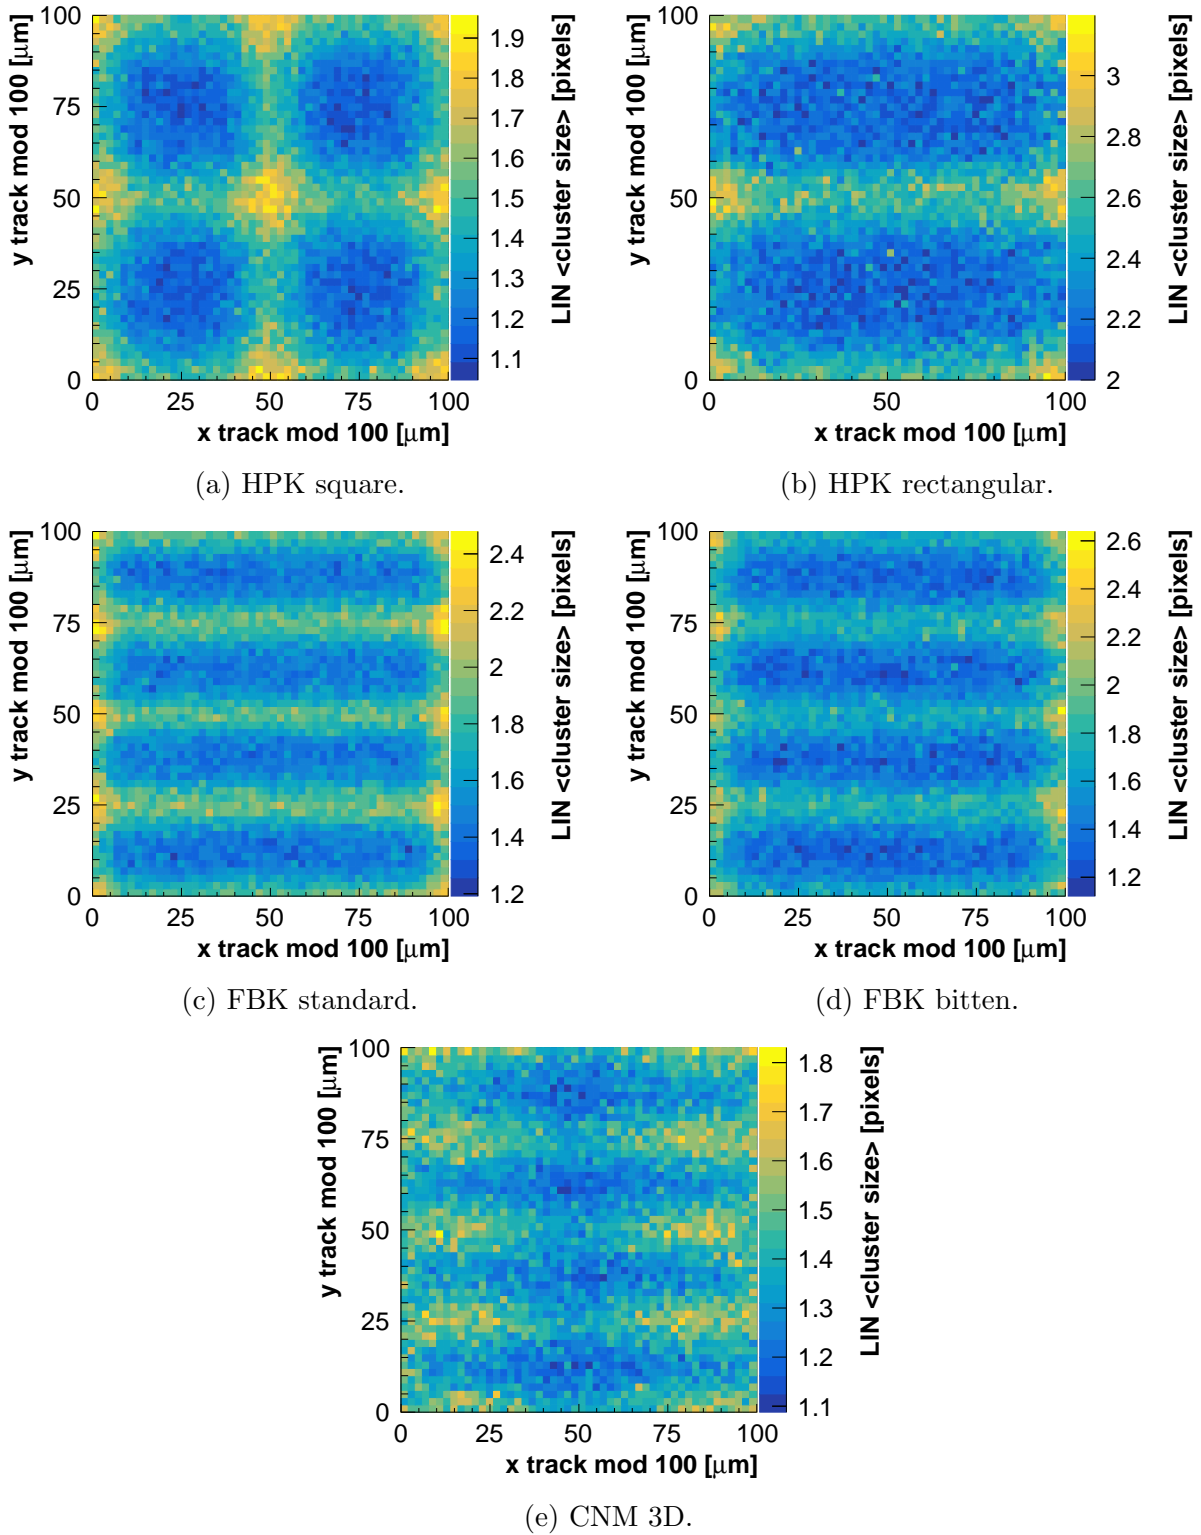 y track mod 100 [μm]
100
75
50
25
0
0 25 50 75 100
x track mod 100 [μm]
1.9
1.8
1.7
1.6
1.5
1.4
1.3
1.2
1.1
LIN <cluster size> [pixels]
(a) HPK square.
y track mod 100 [μm]
100
75
50
25
0
0 50 100
x track mod 100 [μm]
3
2.8
2.6
2.4
2.2
2
LIN <cluster size> [pixels]
(b) HPK rectangular.
y track mod 100 [μm]
100
75
50
25
0
0 25 50 75 100
x track mod 100 [μm]
2.4
2.2
2
1.8
1.6
1.4
1.2
LIN <cluster size> [pixels]
(c) FBK standard.
y track mod 100 [μm]
100
75
50
25
0
0 25 50 75 100
x track mod 100 [μm]
2.6
2.4
2.2
2
1.8
1.6
1.4
1.2
LIN <cluster size> [pixels]
(d) FBK bitten.
y track mod 100 [μm]
100
75
50
25
0
0 25 50 75 100
x track mod 100 [μm]
1.8
1.7
1.6
1.5
1.4
1.3
1.2
1.1
LIN <cluster size> [pixels]
(e) CNM 3D.